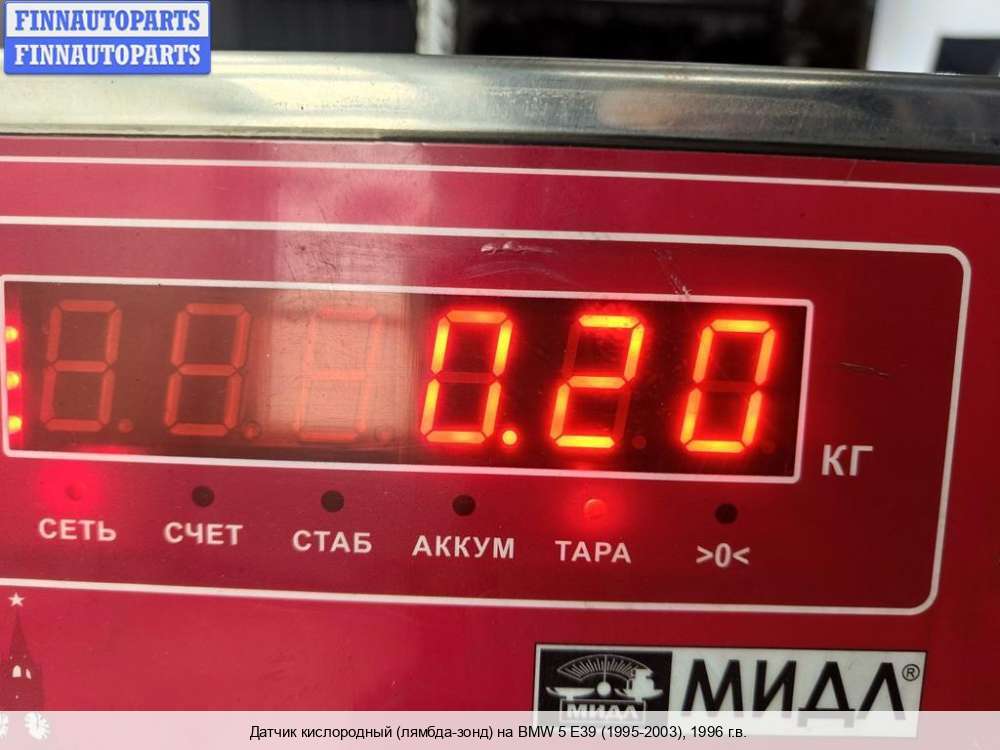 FINNAUTOPARTS
FINNAUTOPARTS
0.20
КГ
СЕТЬ СЧЕТ СТАБ АККУМ ТАРА >0<
МИДЛ МИДЛ®
Датчик кислородный (лямбда-зонд) на BMW 5 E39 (1995-2003), 1996 г.в.